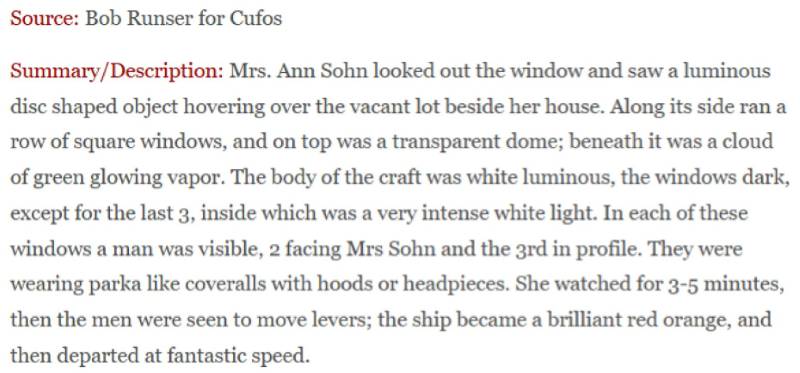 Source: Bob Runser for Cufos
Summary/Description: Mrs. Ann Sohn looked out the window and saw a luminous
disc shaped object hovering over the vacant lot beside her house. Along its side ran a
row of square windows, and on top was a transparent dome; beneath it was a cloud
of green glowing vapor. The body of the craft was white luminous, the windows dark,
except for the last 3, inside which was a very intense white light. In each of these
windows a man was visible, 2 facing Mrs Sohn and the 3rd in profile. They were
wearing parka like coveralls with hoods or headpieces. She watched for 3-5 minutes,
then the men were seen to move levers; the ship became a brilliant red orange, and
then departed at fantastic speed.